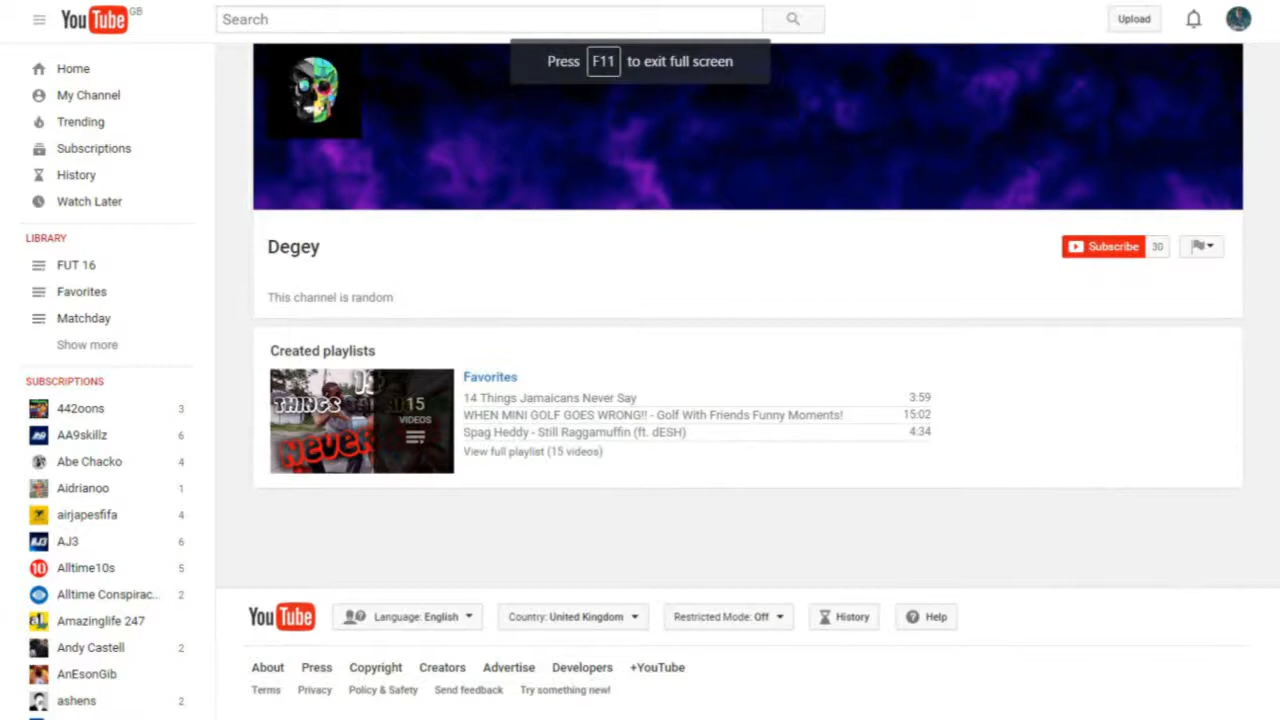 YouTube GB
Search
Upload
Press F11 to exit full screen
Home
My Channel
Trending
Subscriptions
History
Watch Later
LIBRARY
FUT 16
Favorites
Matchday
Show more
SUBSCRIPTIONS
442oons 3
AA9skillz 6
Abe Chacko 4
Aidrianoo 1
airjapesfifa 4
AJ3 6
10 Alltime10s 5
Alltime Conspirac... 2
Amazinglife 247
Andy Castell 2
AnEsonGib
ashens 2
Degey
Subscribe 30
This channel is random
Created playlists
THINGS
NEVER
15
VIDEOS
Favorites
14 Things Jamaicans Never Say 3:59
WHEN MINI GOLF GOES WRONG!! - Golf With Friends Funny Moments! 15:02
Spag Heddy - Still Raggamuffin (ft. dESH) 4:34
View full playlist (15 videos)
YouTube Language: English Country: United Kingdom Restricted Mode: Off History Help
About Press Copyright Creators Advertise Developers +YouTube
Terms Privacy Policy & Safety Send feedback Try something new!